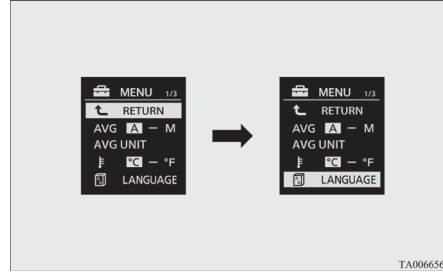 MENU 1/3
RETURN
AVG A – M
AVG UNIT
°C – °F
LANGUAGE
MENU 1/3
RETURN
AVG A – M
AVG UNIT
°C – °F
LANGUAGE
TA006656